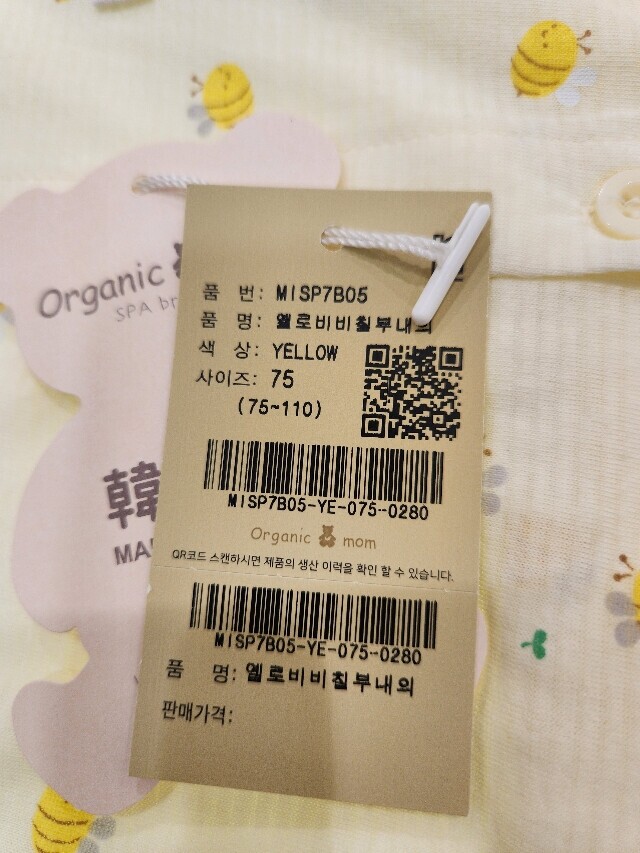 Organic
SPA br
韓
MA
품 번: MISP7B05
품 명: 옐로비비칠부내의
색 상: YELLOW
사이즈: 75
(75~110)
MISP7B05-YE-075-0280
Organic mom
QR코드 스캔하시면 제품의 생산 이력을 확인 할 수 있습니다.
MISP7B05-YE-075-0280
품 명: 옐로비비칠부내의
판매가격: